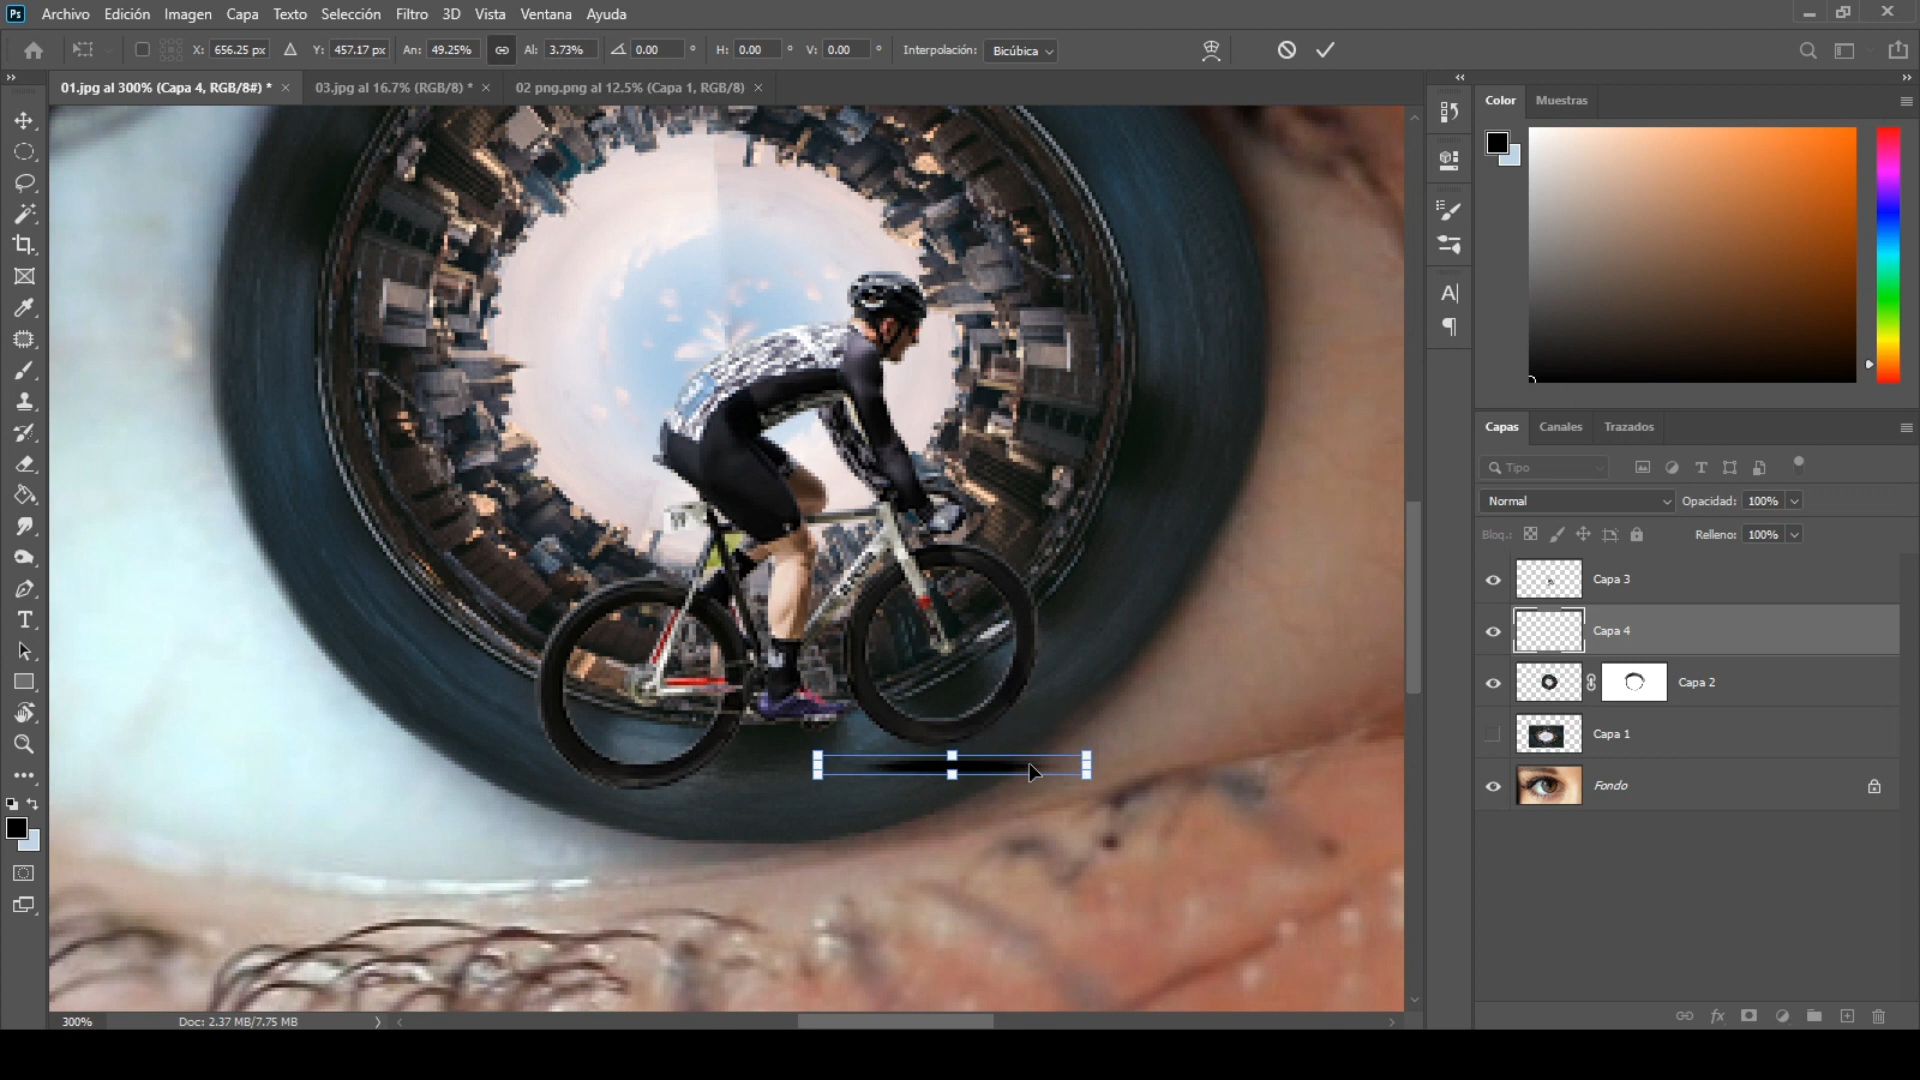 Ps Archivo Edición Imagen Capa Texto Selección Filtro 3D Vista Ventana Ayuda
X: 656.25 px Y: 457.17 px An: 49.25% Al: 3.73% 0.00 ° H: 0.00 ° V: 0.00 ° Interpolación: Bicúbica
01.jpg al 300% (Capa 4, RGB/8#) * 03.jpg al 16.7% (RGB/8) * 02 png.png al 12.5% (Capa 1, RGB/8)
Color Muestras
Capas Canales Trazados
Tipo
Normal Opacidad: 100%
Bloq.: Relleno: 100%
Capa 3
Capa 4
Capa 2
Capa 1
Fondo
300% Doc: 2.37 MB/7.75 MB